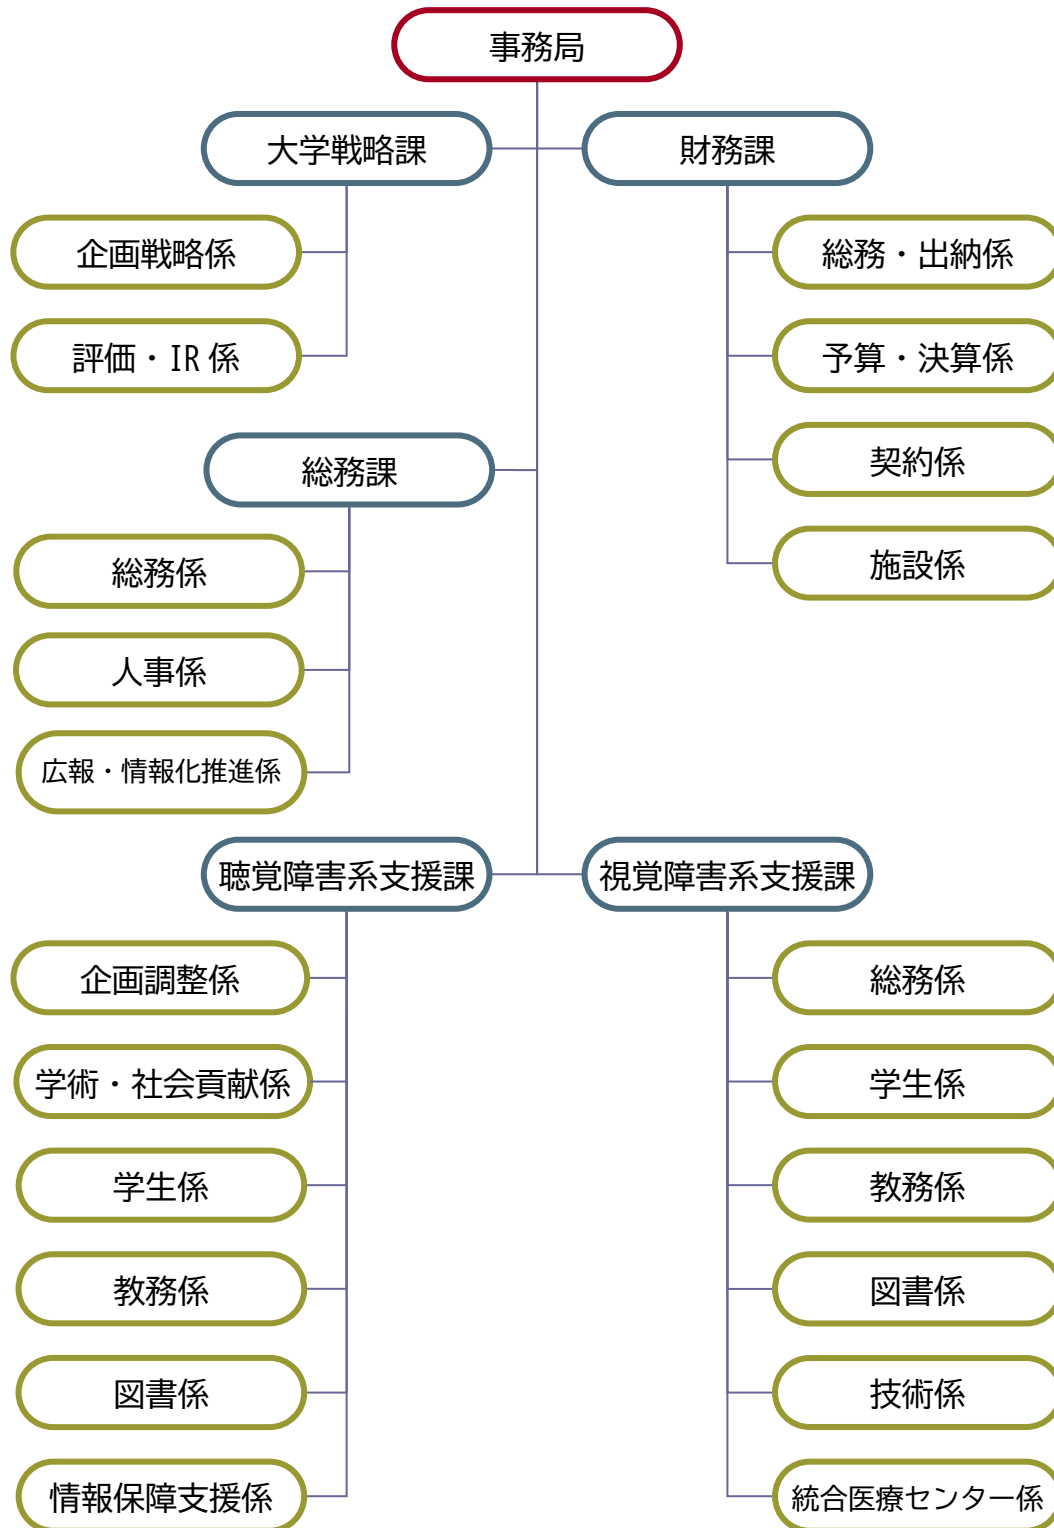 事務局
大学戦略課
財務課
企画戦略係
総務・出納係
評価・IR係
予算・決算係
総務課
契約係
総務係
施設係
人事係
広報・情報化推進係
聴覚障害系支援課
視覚障害系支援課
企画調整係
総務係
学術・社会貢献係
学生係
学生係
教務係
教務係
図書係
図書係
技術係
情報保障支援係
統合医療センター係